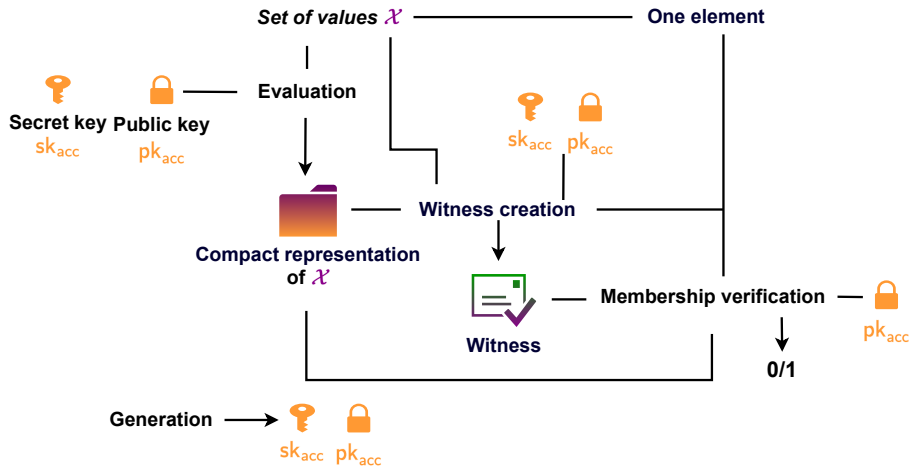 Set of values 𝒳
One element
Evaluation
Secret key
Public key
sk_acc
pk_acc
sk_acc
pk_acc
Witness creation
Compact representation
of 𝒳
Membership verification
pk_acc
Witness
0/1
Generation
sk_acc
pk_acc